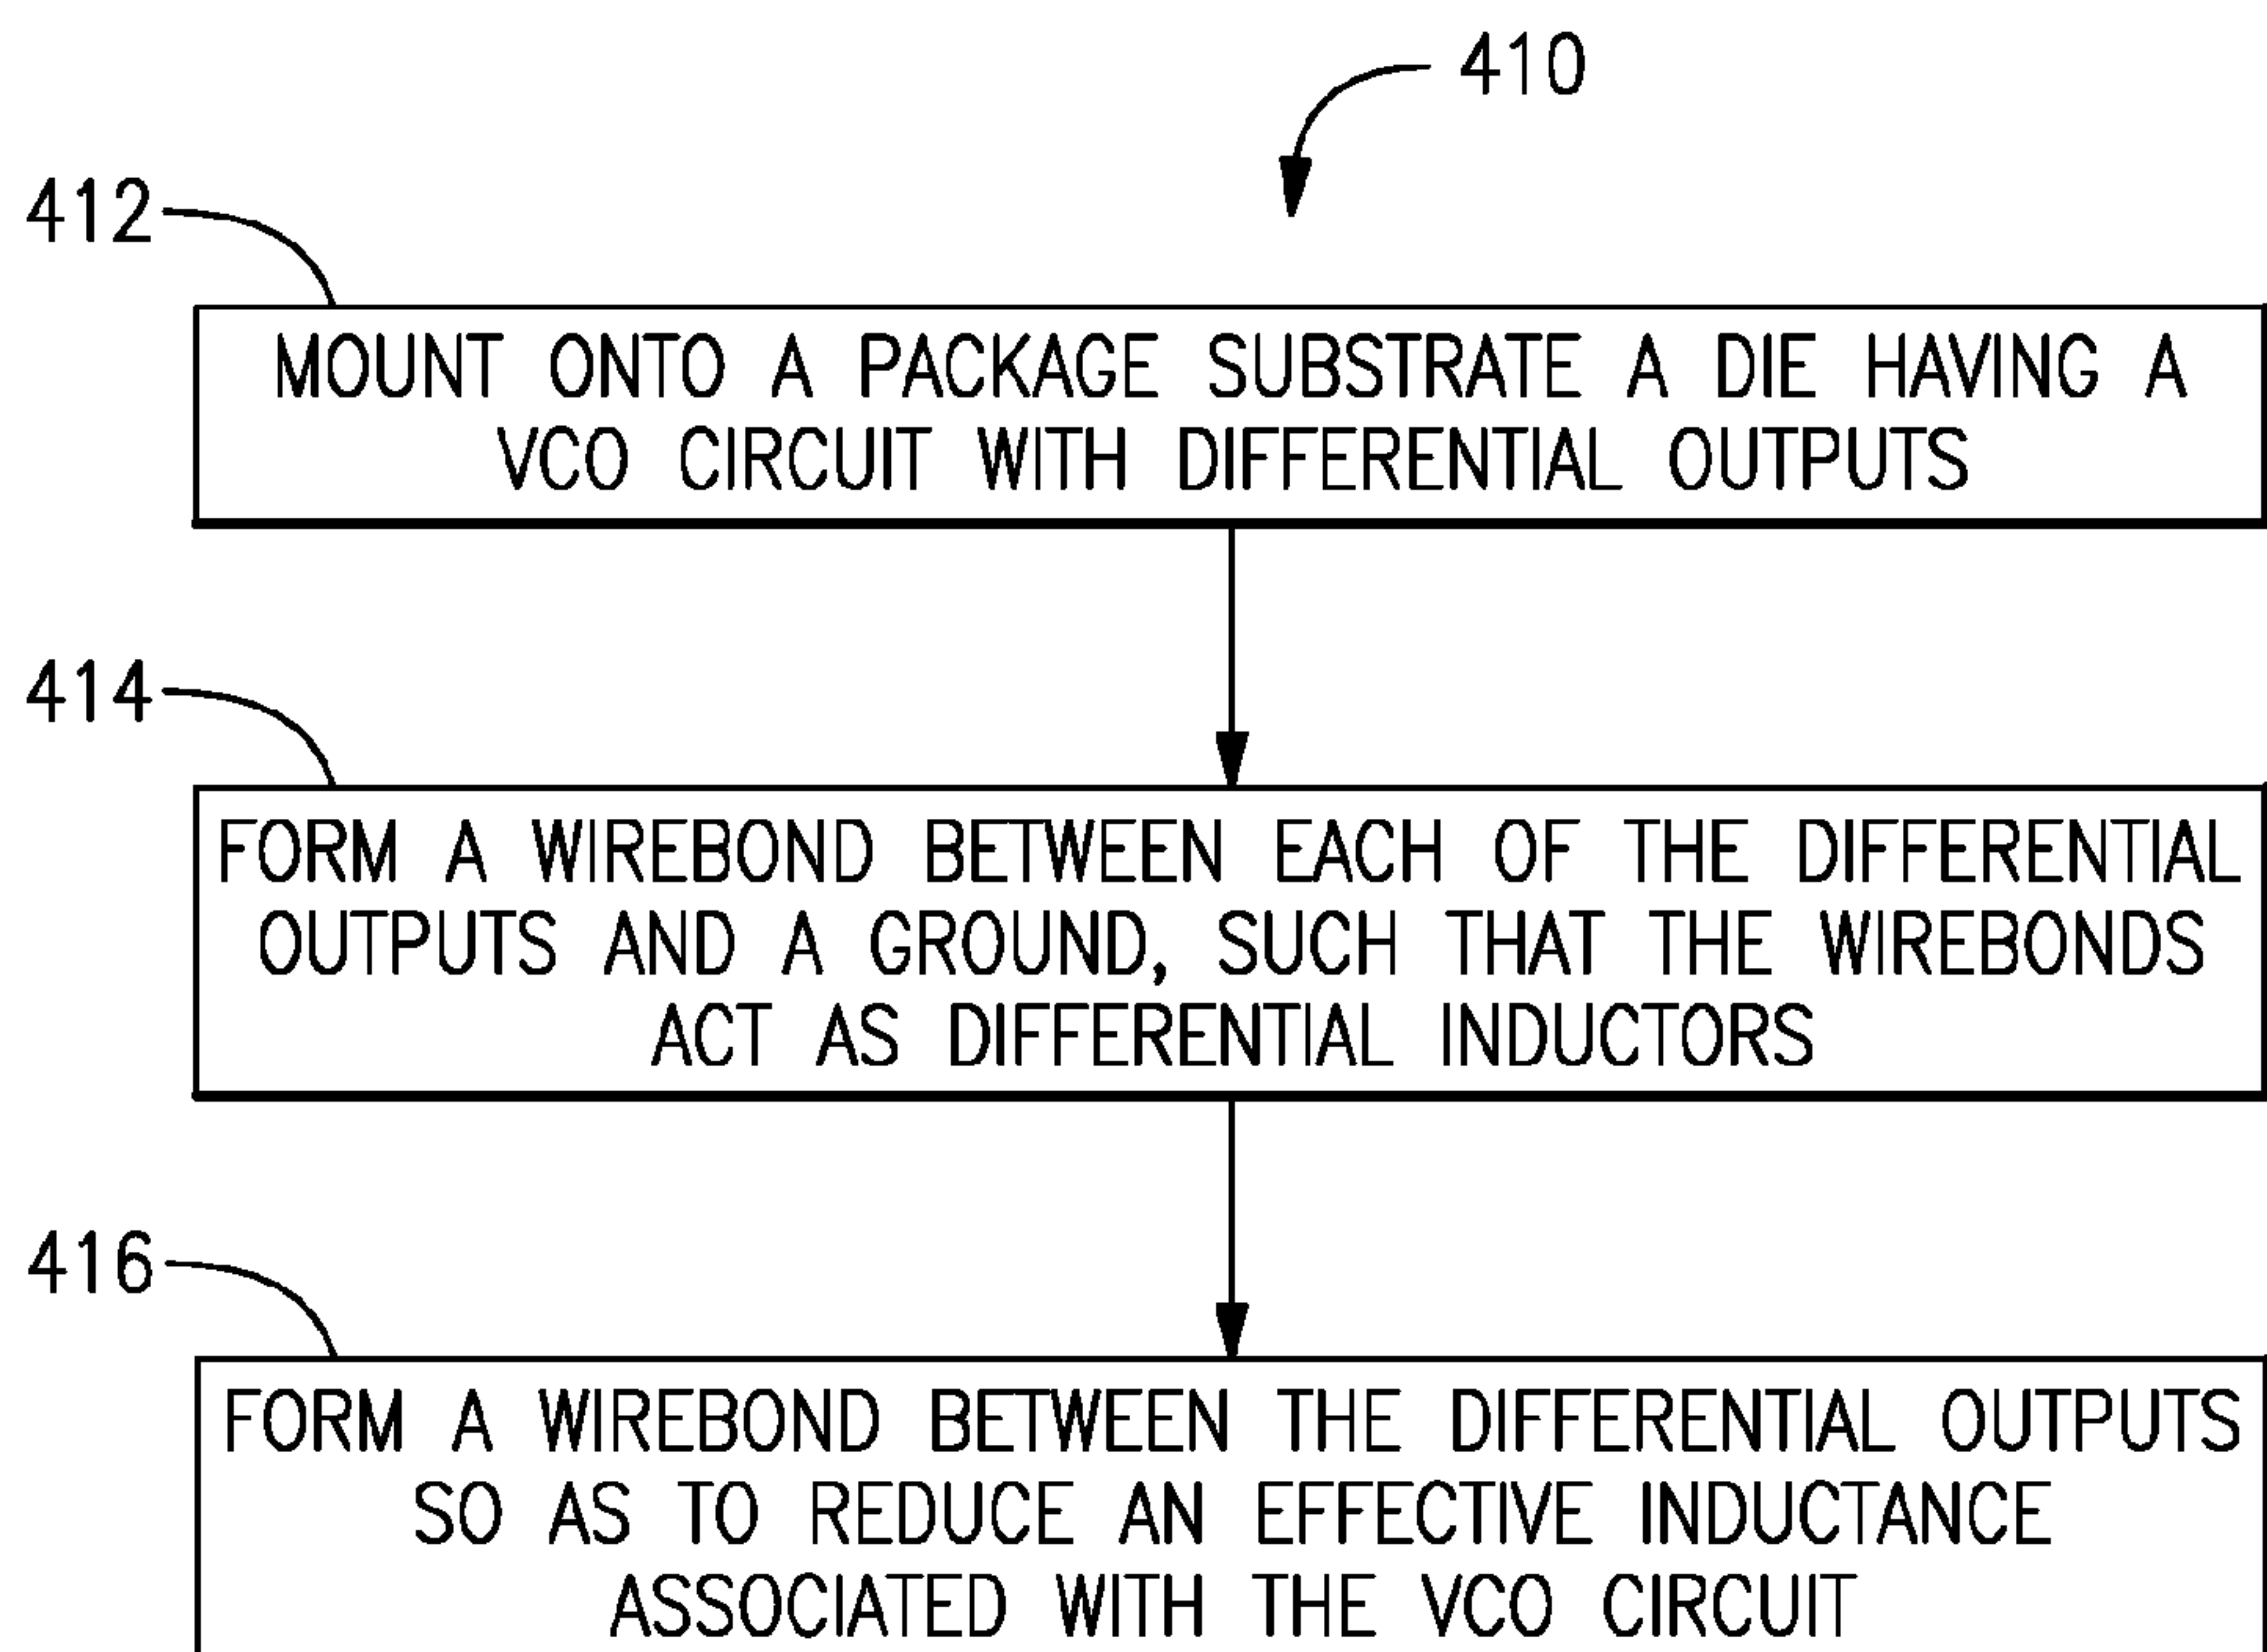 410
412
MOUNT ONTO A PACKAGE SUBSTRATE A DIE HAVING A
VCO CIRCUIT WITH DIFFERENTIAL OUTPUTS
414
FORM A WIREBOND BETWEEN EACH OF THE DIFFERENTIAL
OUTPUTS AND A GROUND, SUCH THAT THE WIREBONDS
ACT AS DIFFERENTIAL INDUCTORS
416
FORM A WIREBOND BETWEEN THE DIFFERENTIAL OUTPUTS
SO AS TO REDUCE AN EFFECTIVE INDUCTANCE
ASSOCIATED WITH THE VCO CIRCUIT